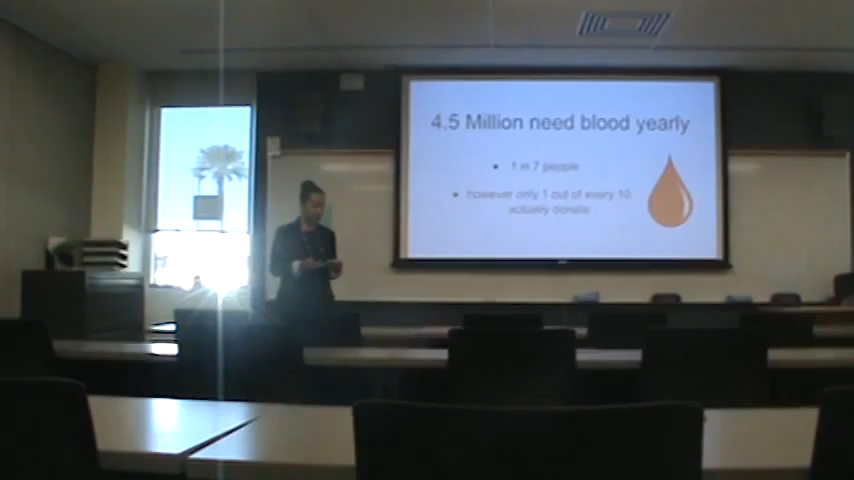 4.5 Million need blood yearly
1 in 7 people
however only 1 out of every 10
actually donate